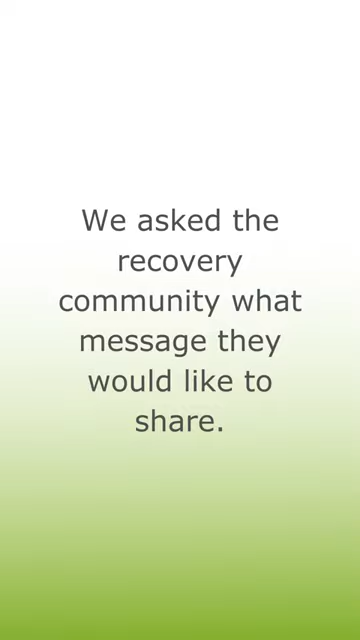 We asked the
recovery
community what
message they
would like to
share.